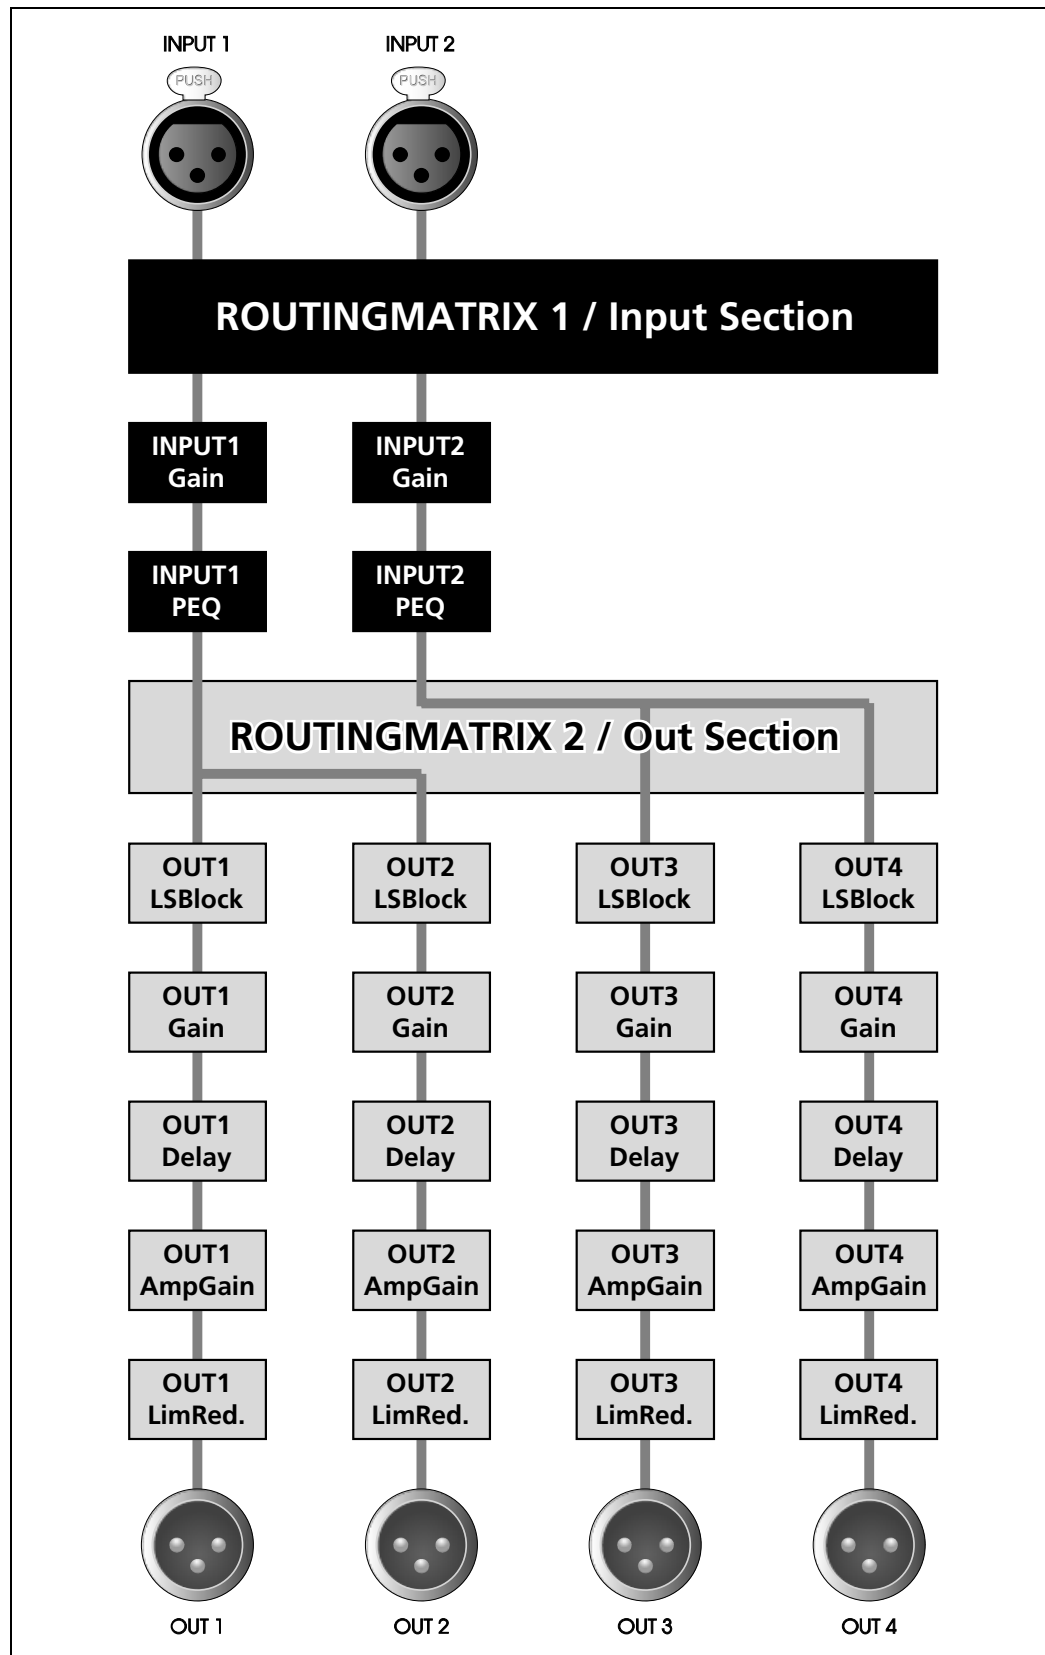 INPUT 1
INPUT 2
PUSH
PUSH
ROUTINGMATRIX 1 / Input Section
INPUT1
Gain
INPUT2
Gain
INPUT1
PEQ
INPUT2
PEQ
ROUTINGMATRIX 2 / Out Section
OUT1
LSBlock
OUT2
LSBlock
OUT3
LSBlock
OUT4
LSBlock
OUT1
Gain
OUT2
Gain
OUT3
Gain
OUT4
Gain
OUT1
Delay
OUT2
Delay
OUT3
Delay
OUT4
Delay
OUT1
AmpGain
OUT2
AmpGain
OUT3
AmpGain
OUT4
AmpGain
OUT1
LimRed.
OUT2
LimRed.
OUT3
LimRed.
OUT4
LimRed.
OUT 1
OUT 2
OUT 3
OUT 4